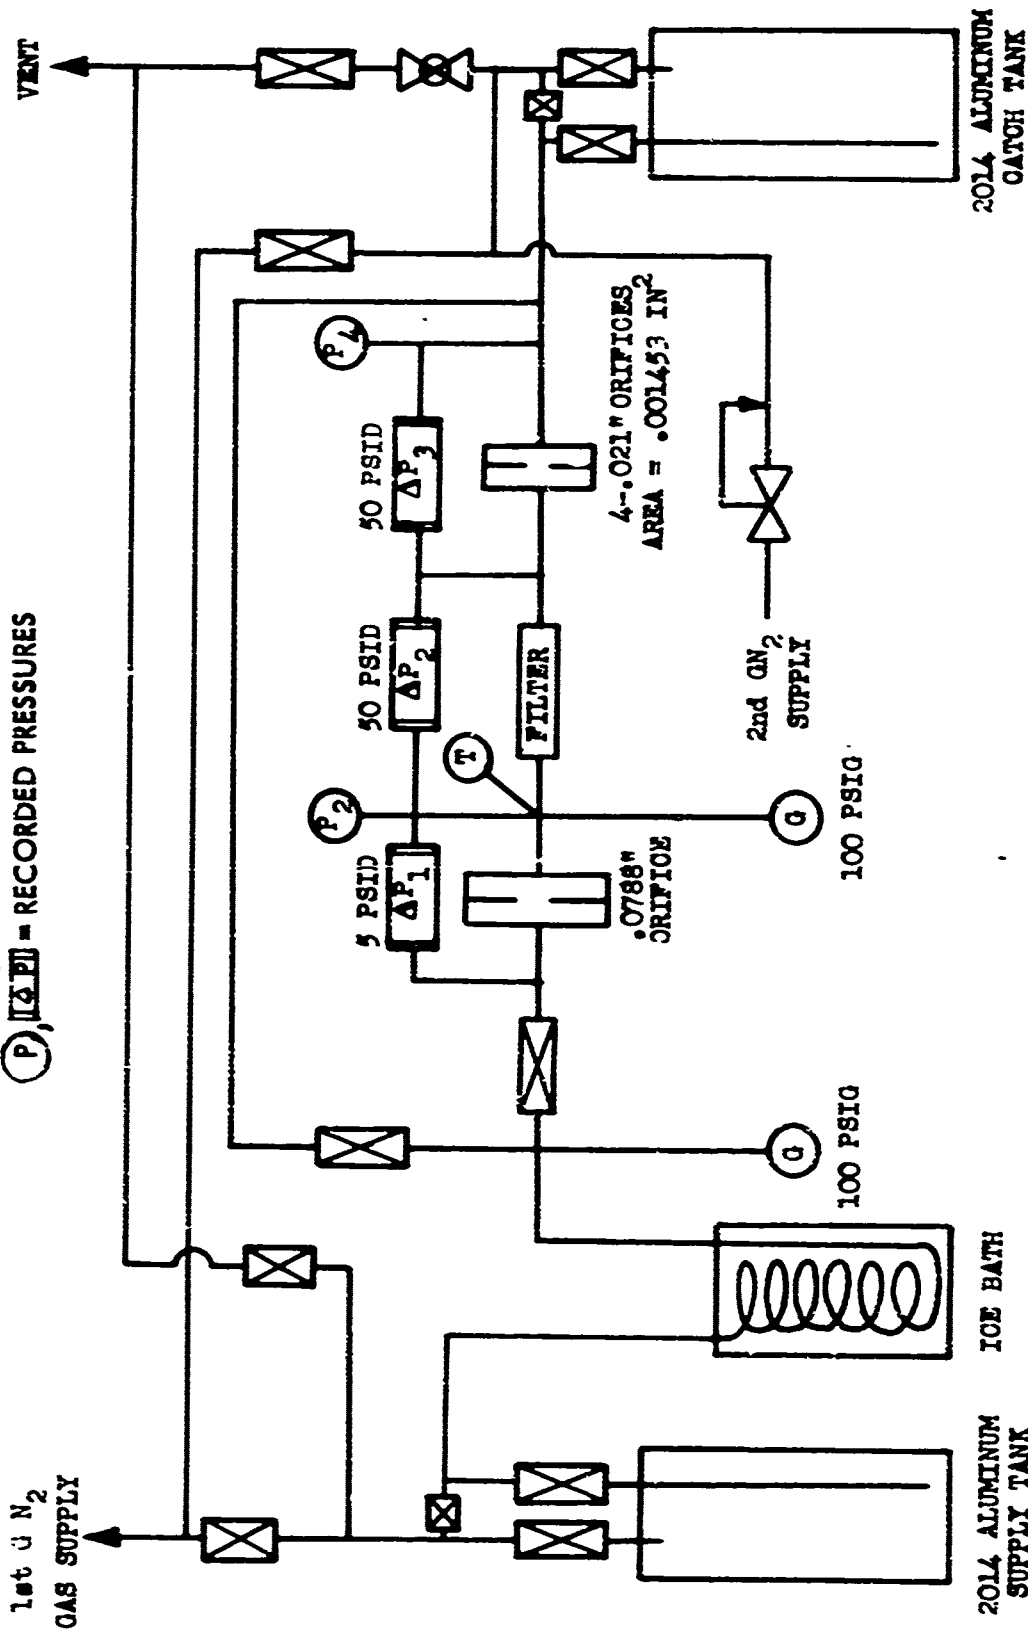 (P), [ΔP] = RECORDED PRESSURES
1st G N2
GAS SUPPLY
VENT
5 PSID
ΔP1
50 PSID
ΔP2
50 PSID
ΔP3
P2
P4
T
FILTER
.0788"
ORIFICE
4-.021" ORIFICES
AREA = .001453 IN2
2nd GN2
SUPPLY
G
100 PSIG
G
100 PSIG
ICE BATH
2014 ALUMINUM
SUPPLY TANK
2014 ALUMINUM
CATCH TANK